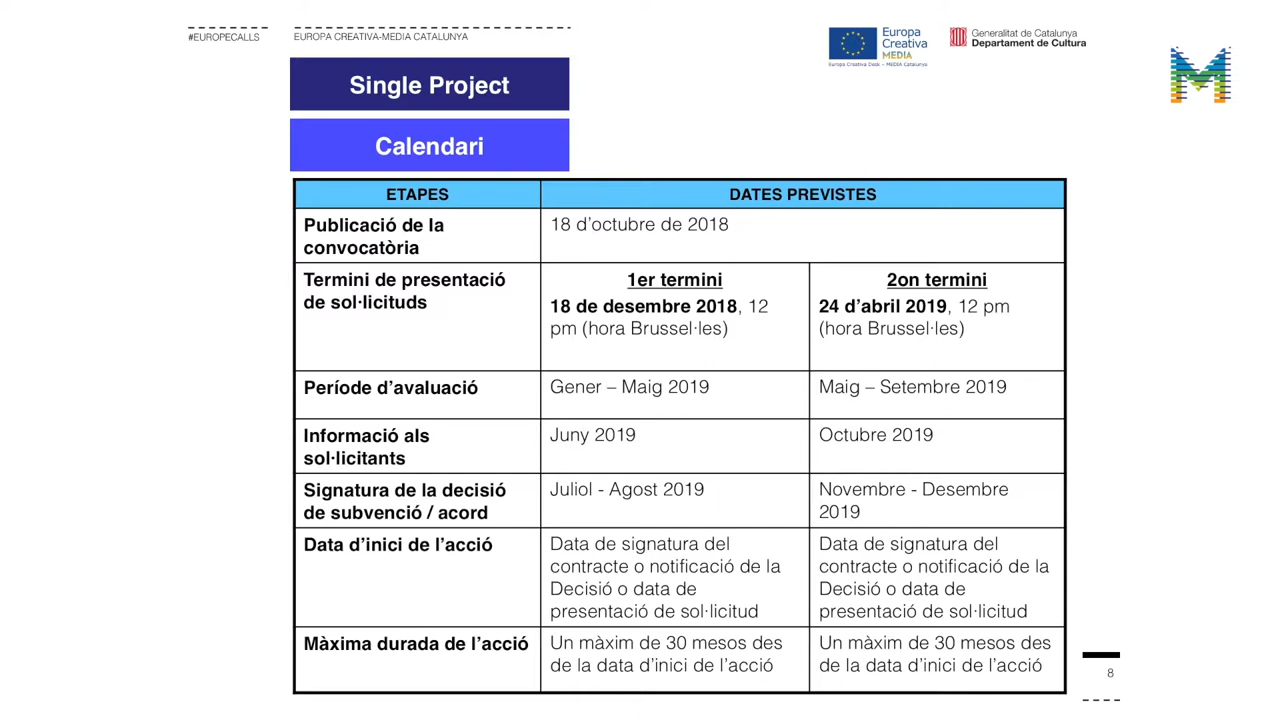 #EUROPECALLS
EUROPA CREATIVA-MEDIA CATALUNYA
Europa
Creativa
MEDIA
Europa Creativa Desk - MEDIA Catalunya
Generalitat de Catalunya
Departament de Cultura
Single Project
Calendari
ETAPES
DATES PREVISTES
Publicació de la
convocatòria
18 d’octubre de 2018
Termini de presentació
de sol·licituds
1er termini
18 de desembre 2018, 12
pm (hora Brussel·les)
2on termini
24 d’abril 2019, 12 pm
(hora Brussel·les)
Període d’avaluació
Gener – Maig 2019
Maig – Setembre 2019
Informació als
sol·licitants
Juny 2019
Octubre 2019
Signatura de la decisió
de subvenció / acord
Juliol - Agost 2019
Novembre - Desembre
2019
Data d’inici de l’acció
Data de signatura del
contracte o notificació de la
Decisió o data de
presentació de sol·licitud
Data de signatura del
contracte o notificació de la
Decisió o data de
presentació de sol·licitud
Màxima durada de l’acció
Un màxim de 30 mesos des
de la data d’inici de l’acció
Un màxim de 30 mesos des
de la data d’inici de l’acció
8